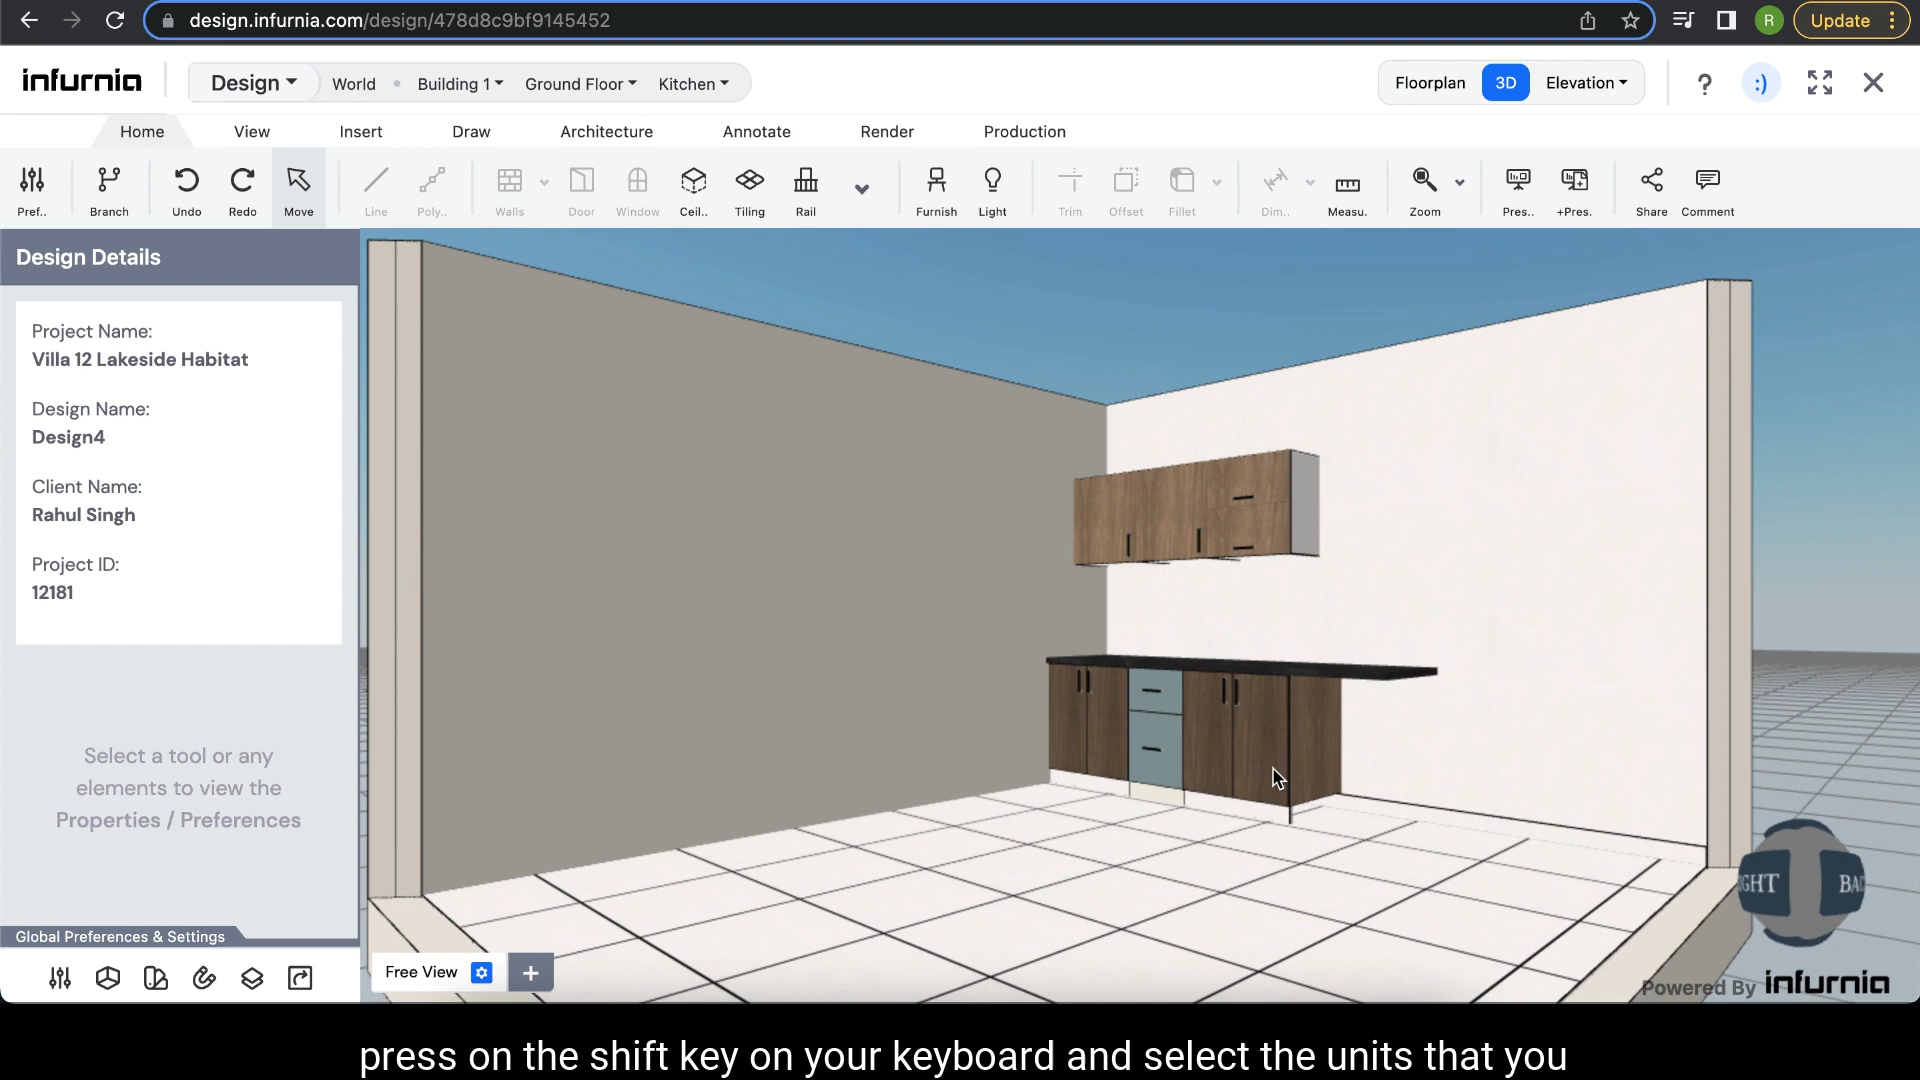 design.infurnia.com/design/478d8c9bf9145452
R
Update
infurnia
Design
World
Building 1
Ground Floor
Kitchen
Floorplan
3D
Elevation
?
:)
Home
View
Insert
Draw
Architecture
Annotate
Render
Production
Pref..
Branch
Undo
Redo
Move
Line
Poly..
Walls
Door
Window
Ceil..
Tiling
Rail
Furnish
Light
Trim
Offset
Fillet
Dim..
Measu.
Zoom
Pres..
+Pres.
Share
Comment
Design Details
Project Name:
Villa 12 Lakeside Habitat
Design Name:
Design4
Client Name:
Rahul Singh
Project ID:
12181
Select a tool or any
elements to view the
Properties / Preferences
Global Preferences & Settings
Free View
+
GHT
BAC
Powered By infurnia
press on the shift key on your keyboard and select the units that you